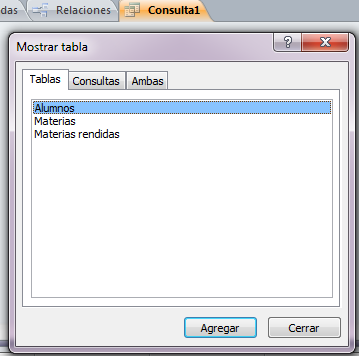 das Relaciones Consulta1
Mostrar tabla
?
Tablas Consultas Ambas
Alumnos
Materias
Materias rendidas
Agregar Cerrar